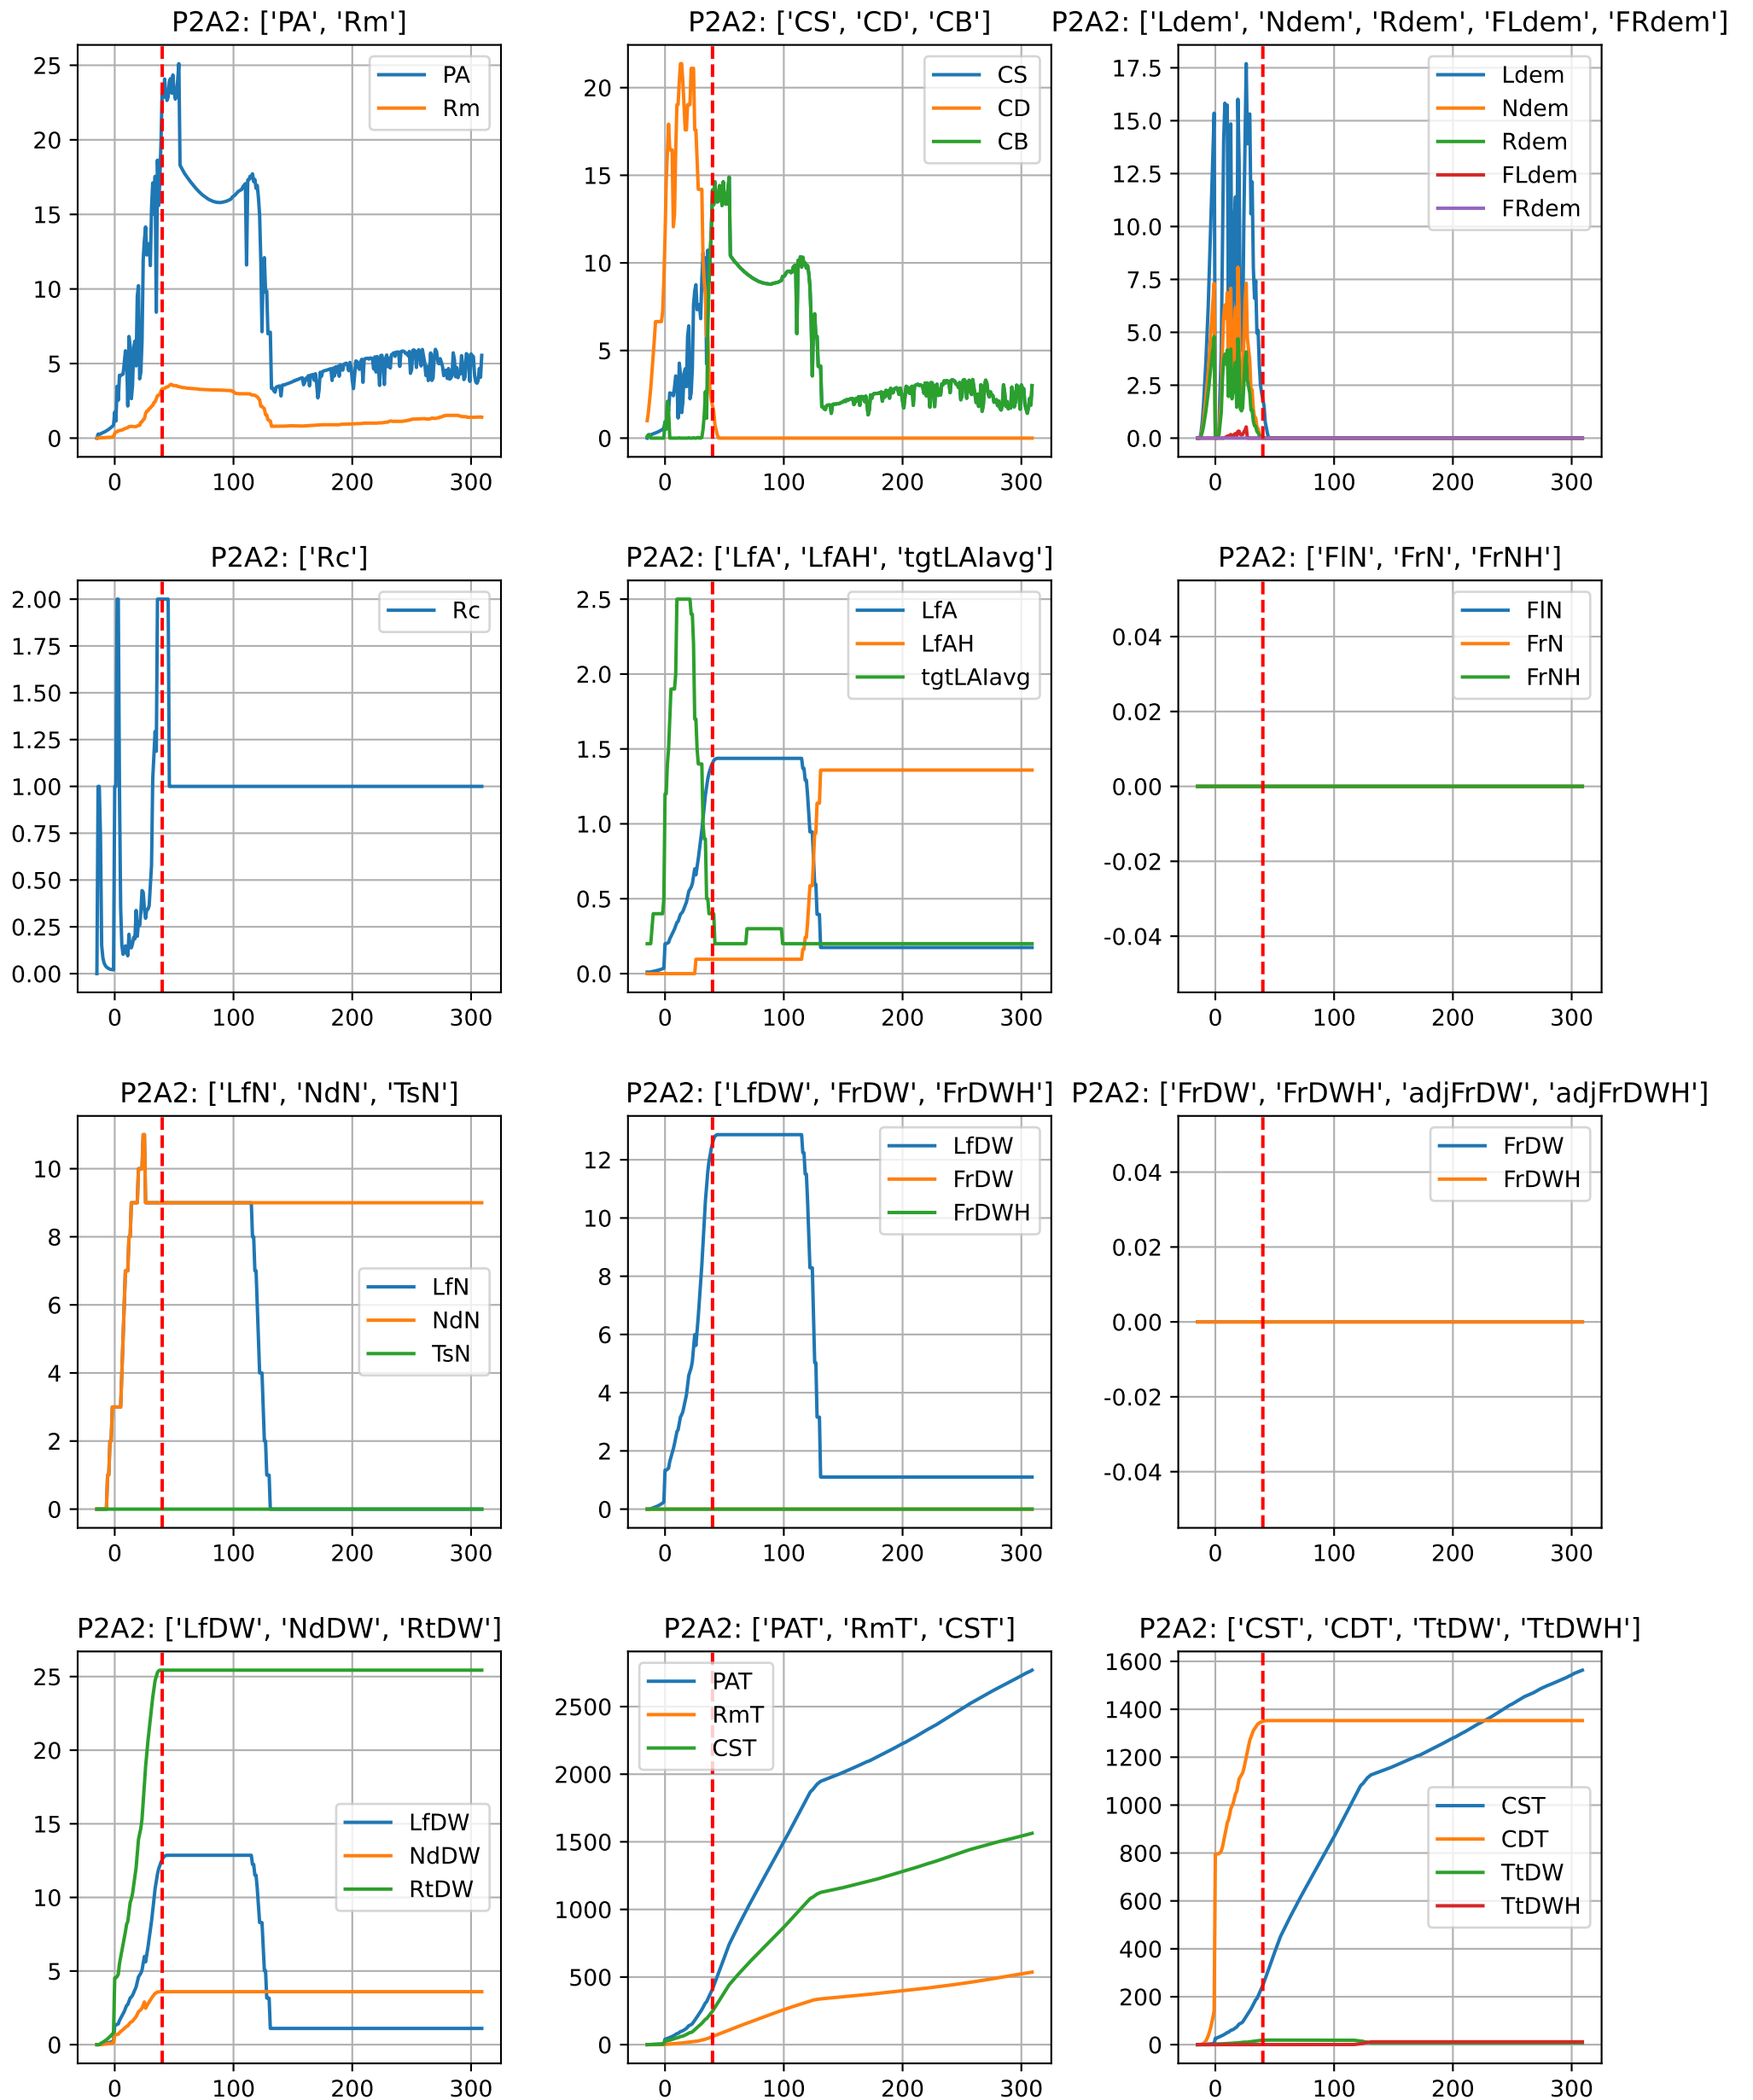 P2A2: ['PA', 'Rm']
25
20
15
10
5
0
0 100 200 300
PA
Rm
P2A2: ['CS', 'CD', 'CB']
20
15
10
5
0
0 100 200 300
CS
CD
CB
P2A2: ['Ldem', 'Ndem', 'Rdem', 'FLdem', 'FRdem']
17.5
15.0
12.5
10.0
7.5
5.0
2.5
0.0
0 100 200 300
Ldem
Ndem
Rdem
FLdem
FRdem
P2A2: ['Rc']
2.00
1.75
1.50
1.25
1.00
0.75
0.50
0.25
0.00
0 100 200 300
Rc
P2A2: ['LfA', 'LfAH', 'tgtLAIavg']
2.5
2.0
1.5
1.0
0.5
0.0
0 100 200 300
LfA
LfAH
tgtLAIavg
P2A2: ['FlN', 'FrN', 'FrNH']
0.04
0.02
0.00
-0.02
-0.04
0 100 200 300
FlN
FrN
FrNH
P2A2: ['LfN', 'NdN', 'TsN']
10
8
6
4
2
0
0 100 200 300
LfN
NdN
TsN
P2A2: ['LfDW', 'FrDW', 'FrDWH']
12
10
8
6
4
2
0
0 100 200 300
LfDW
FrDW
FrDWH
P2A2: ['FrDW', 'FrDWH', 'adjFrDW', 'adjFrDWH']
0.04
0.02
0.00
-0.02
-0.04
0 100 200 300
FrDW
FrDWH
P2A2: ['LfDW', 'NdDW', 'RtDW']
25
20
15
10
5
0
0 100 200 300
LfDW
NdDW
RtDW
P2A2: ['PAT', 'RmT', 'CST']
2500
2000
1500
1000
500
0
0 100 200 300
PAT
RmT
CST
P2A2: ['CST', 'CDT', 'TtDW', 'TtDWH']
1600
1400
1200
1000
800
600
400
200
0
0 100 200 300
CST
CDT
TtDW
TtDWH